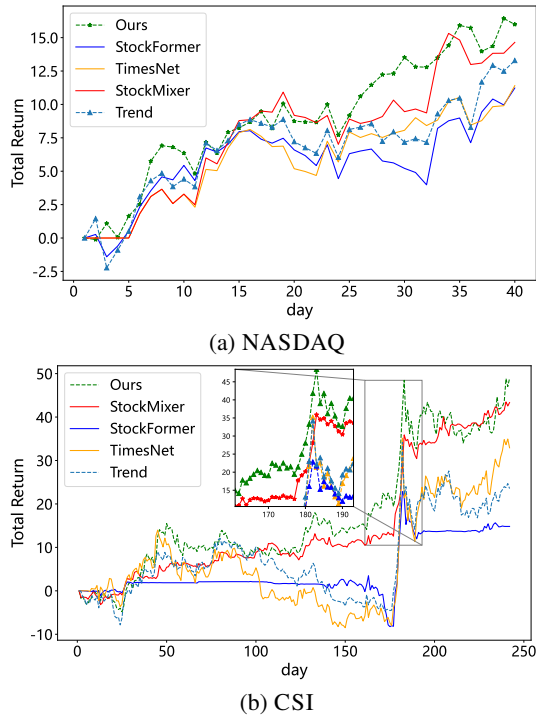 Total Return
15.0
12.5
10.0
7.5
5.0
2.5
0.0
-2.5
Ours
StockFormer
TimesNet
StockMixer
Trend
0 5 10 15 20 25 30 35 40
day
(a) NASDAQ
Total Return
50
40
30
20
10
0
-10
Ours
StockMixer
StockFormer
TimesNet
Trend
45
40
35
30
25
20
15
170 180 190
0 50 100 150 200 250
day
(b) CSI